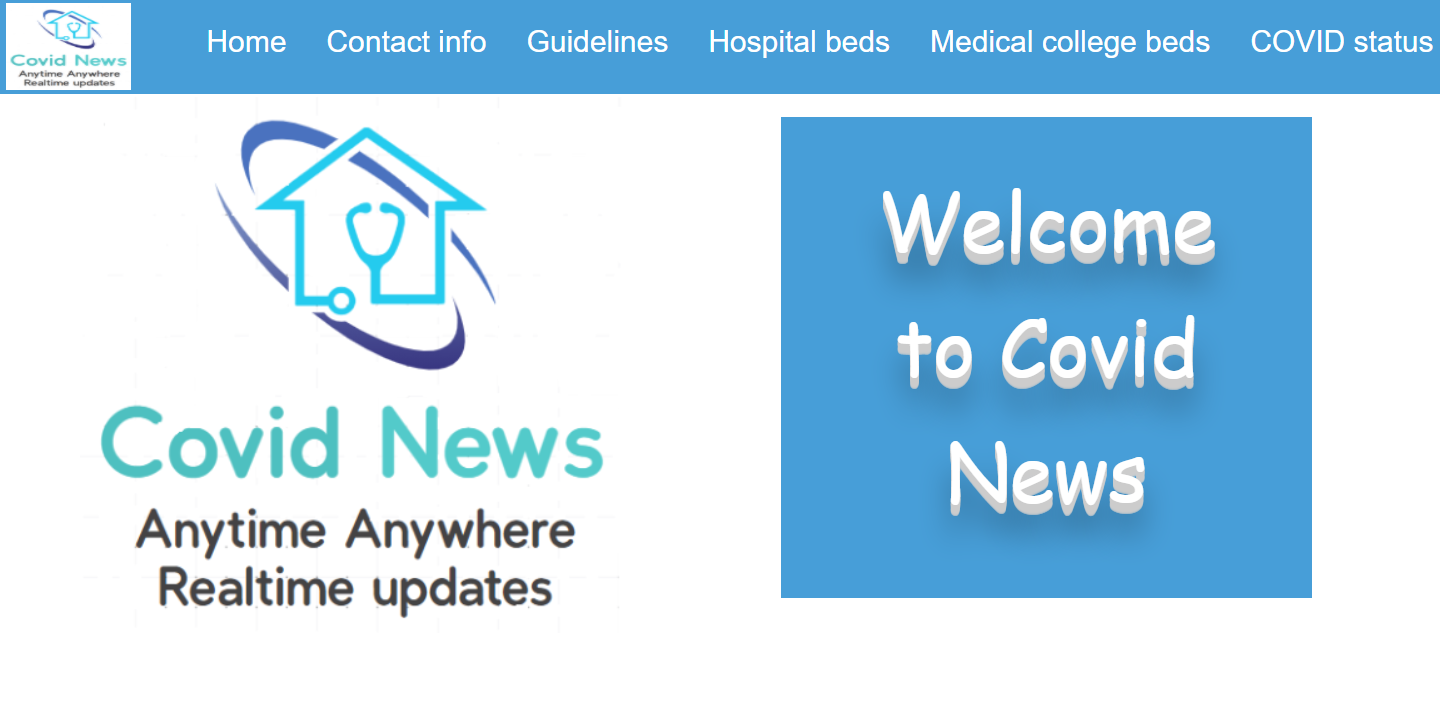 Covid News
Anytime Anywhere
Realtime updates
Home Contact info Guidelines Hospital beds Medical college beds COVID status
Covid News
Anytime Anywhere
Realtime updates
Welcome
to Covid
News